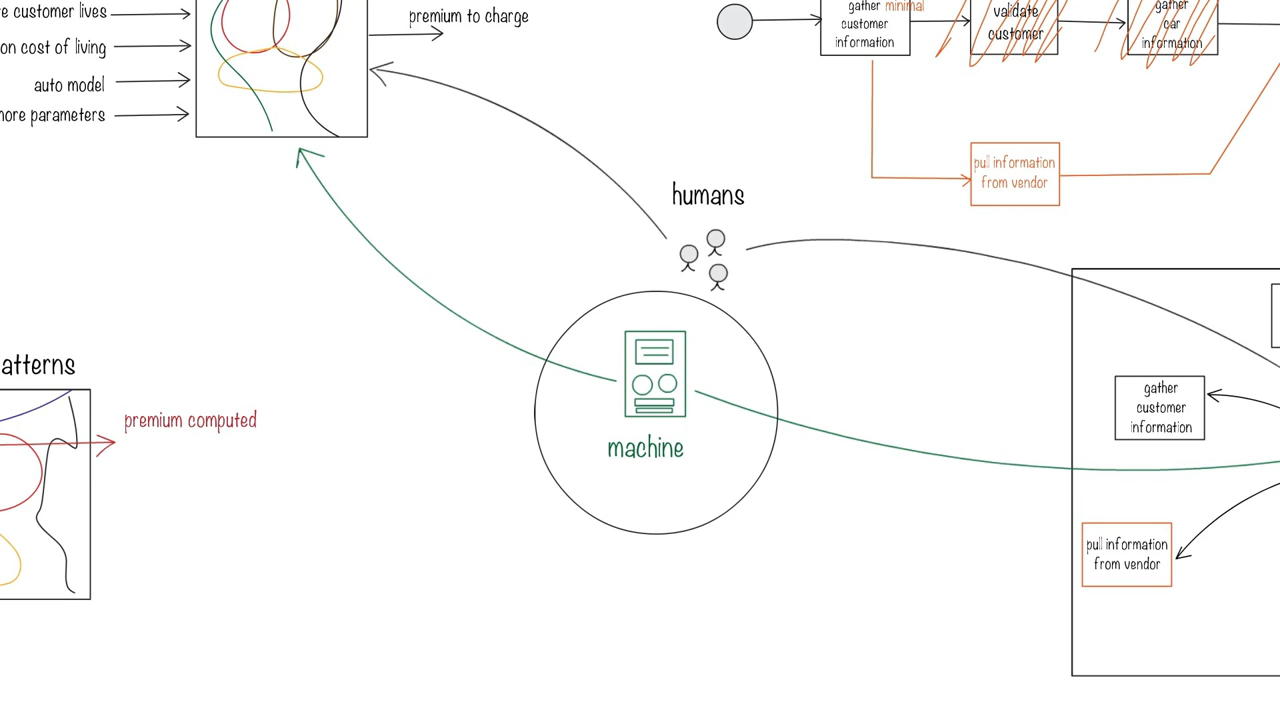 e customer lives
on cost of living
auto model
more parameters
premium to charge
gather minimal
customer
information
validate
customer
gather
car
information
pull information
from vendor
humans
machine
atterns
premium computed
gather
customer
information
pull information
from vendor